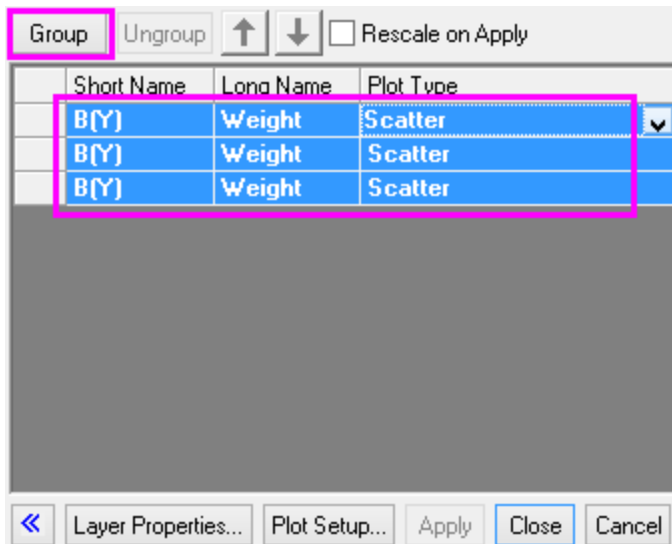 Group Ungroup Rescale on Apply
Short Name Long Name Plot Type
B(Y) Weight Scatter
B(Y) Weight Scatter
B(Y) Weight Scatter
Layer Properties... Plot Setup... Apply Close Cancel